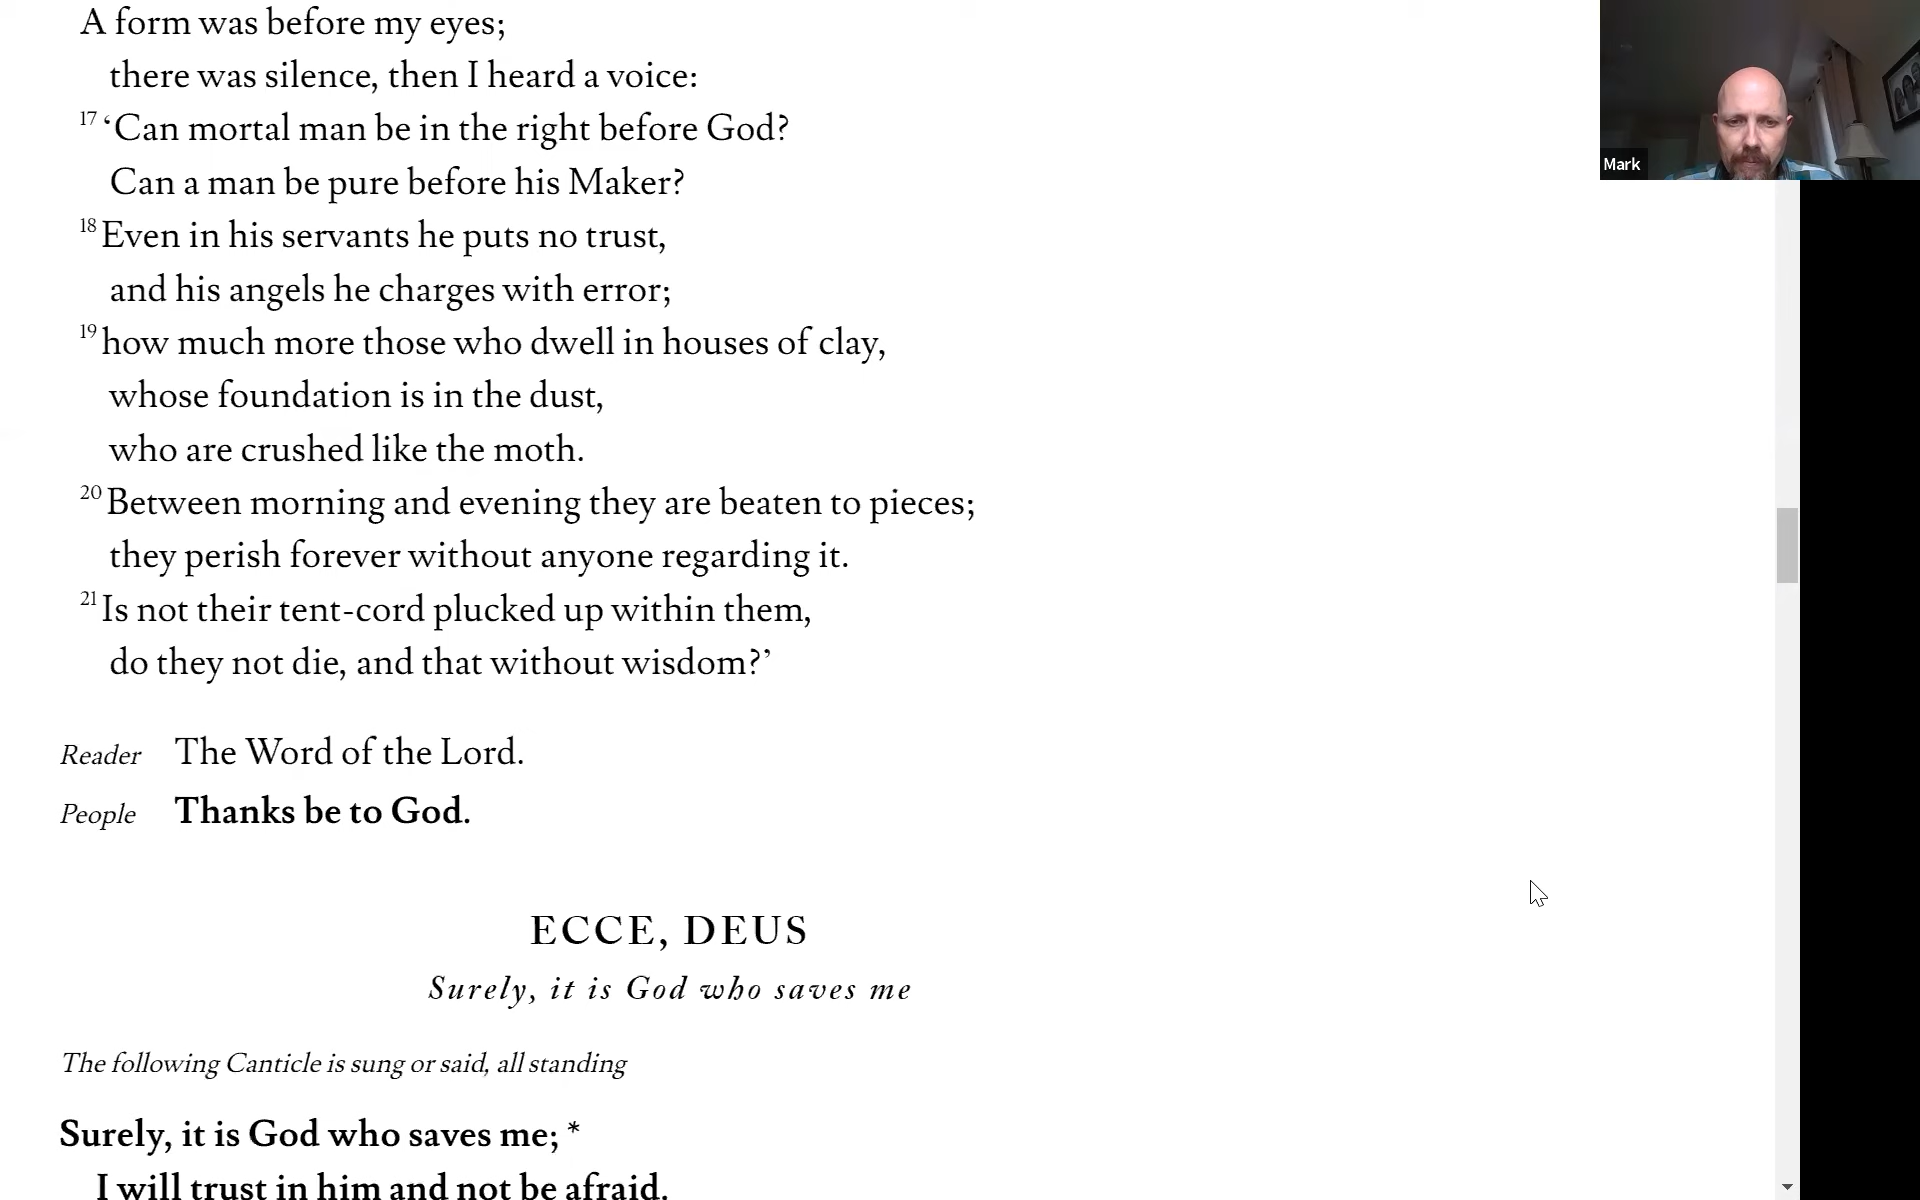 A form was before my eyes;
there was silence, then I heard a voice:
17 ‘Can mortal man be in the right before God?
Can a man be pure before his Maker?
18 Even in his servants he puts no trust,
and his angels he charges with error;
19 how much more those who dwell in houses of clay,
whose foundation is in the dust,
who are crushed like the moth.
20 Between morning and evening they are beaten to pieces;
they perish forever without anyone regarding it.
21 Is not their tent-cord plucked up within them,
do they not die, and that without wisdom?’
Reader The Word of the Lord.
People Thanks be to God.
ECCE, DEUS
Surely, it is God who saves me
The following Canticle is sung or said, all standing
Surely, it is God who saves me; *
I will trust in him and not be afraid.
Mark